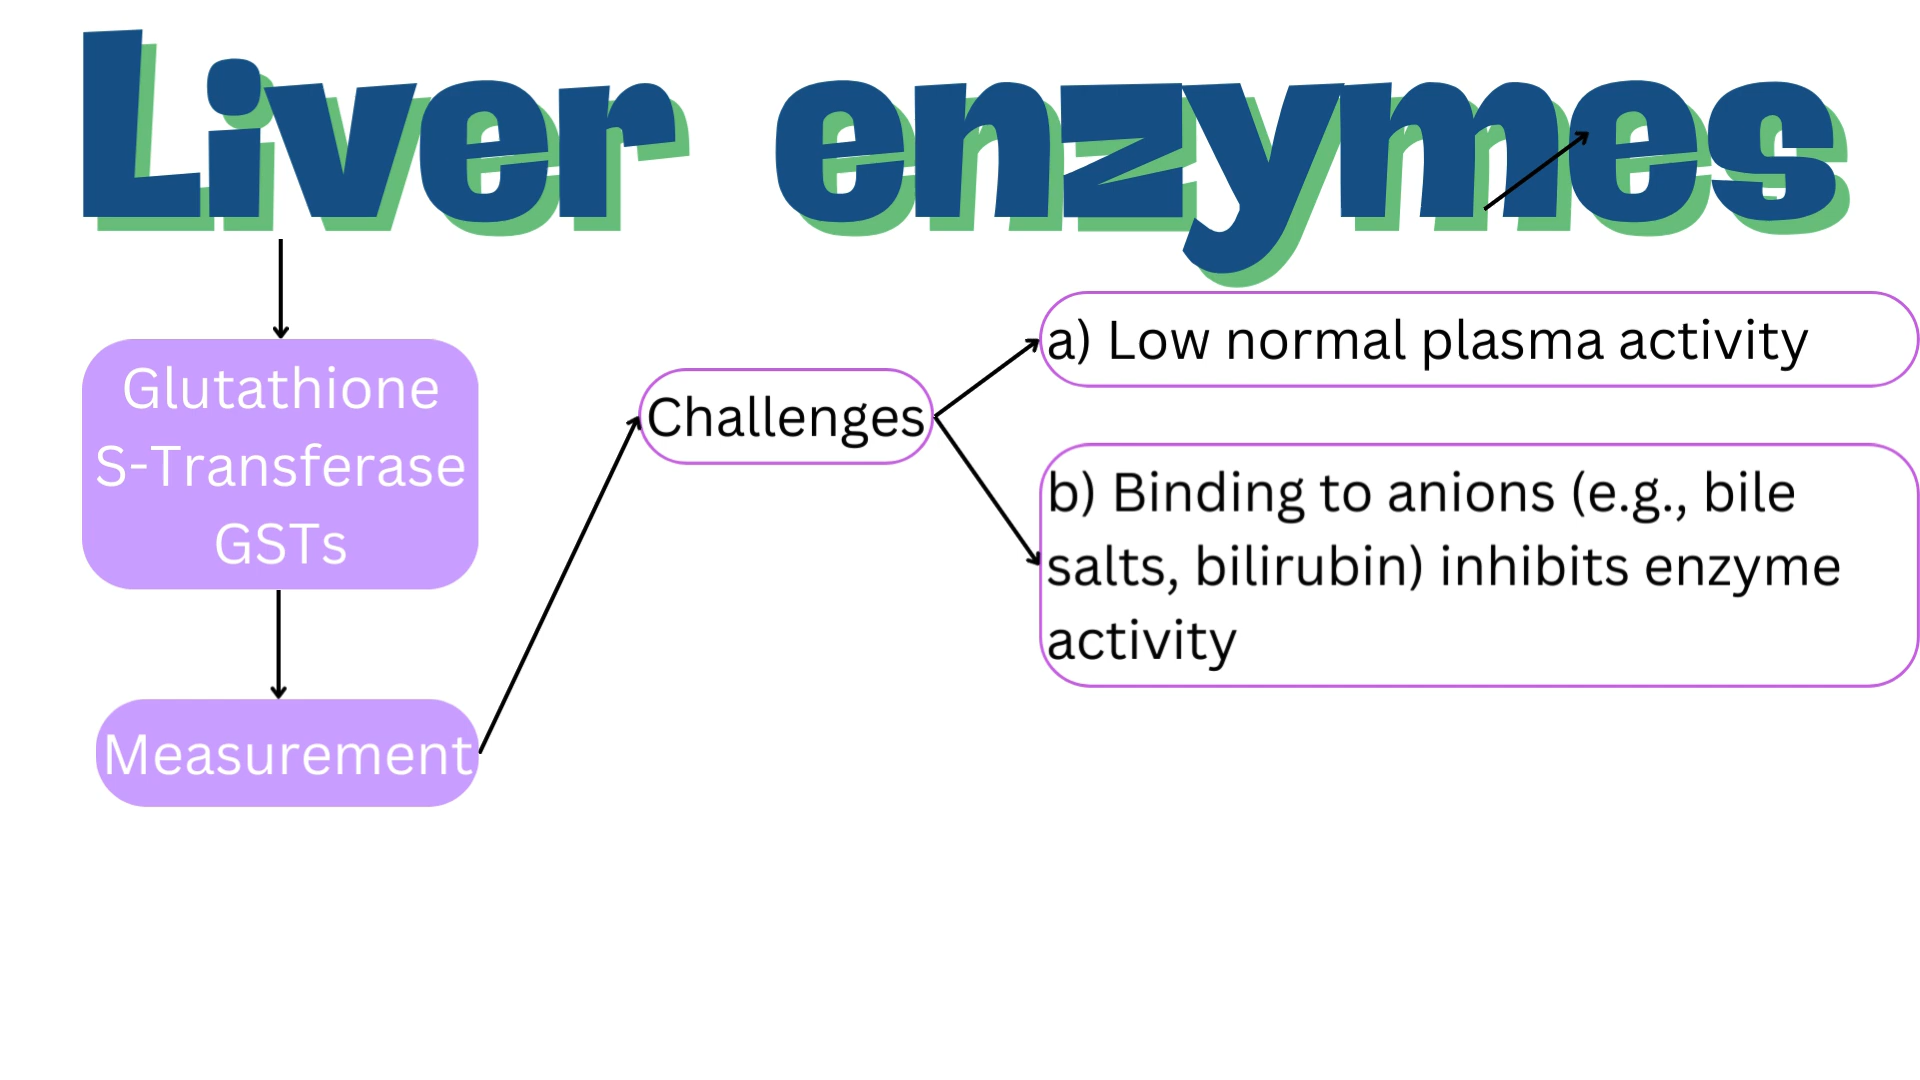 Liver enzymes
Glutathione
S-Transferase
GSTs
Measurement
Challenges
a) Low normal plasma activity
b) Binding to anions (e.g., bile
salts, bilirubin) inhibits enzyme
activity